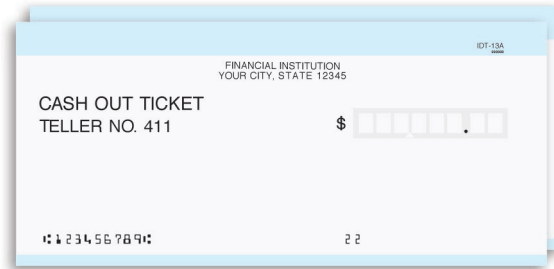 IDT-13A
FINANCIAL INSTITUTION
YOUR CITY, STATE 12345
CASH OUT TICKET
TELLER NO. 411
$ .
⑆123456789⑆ 22